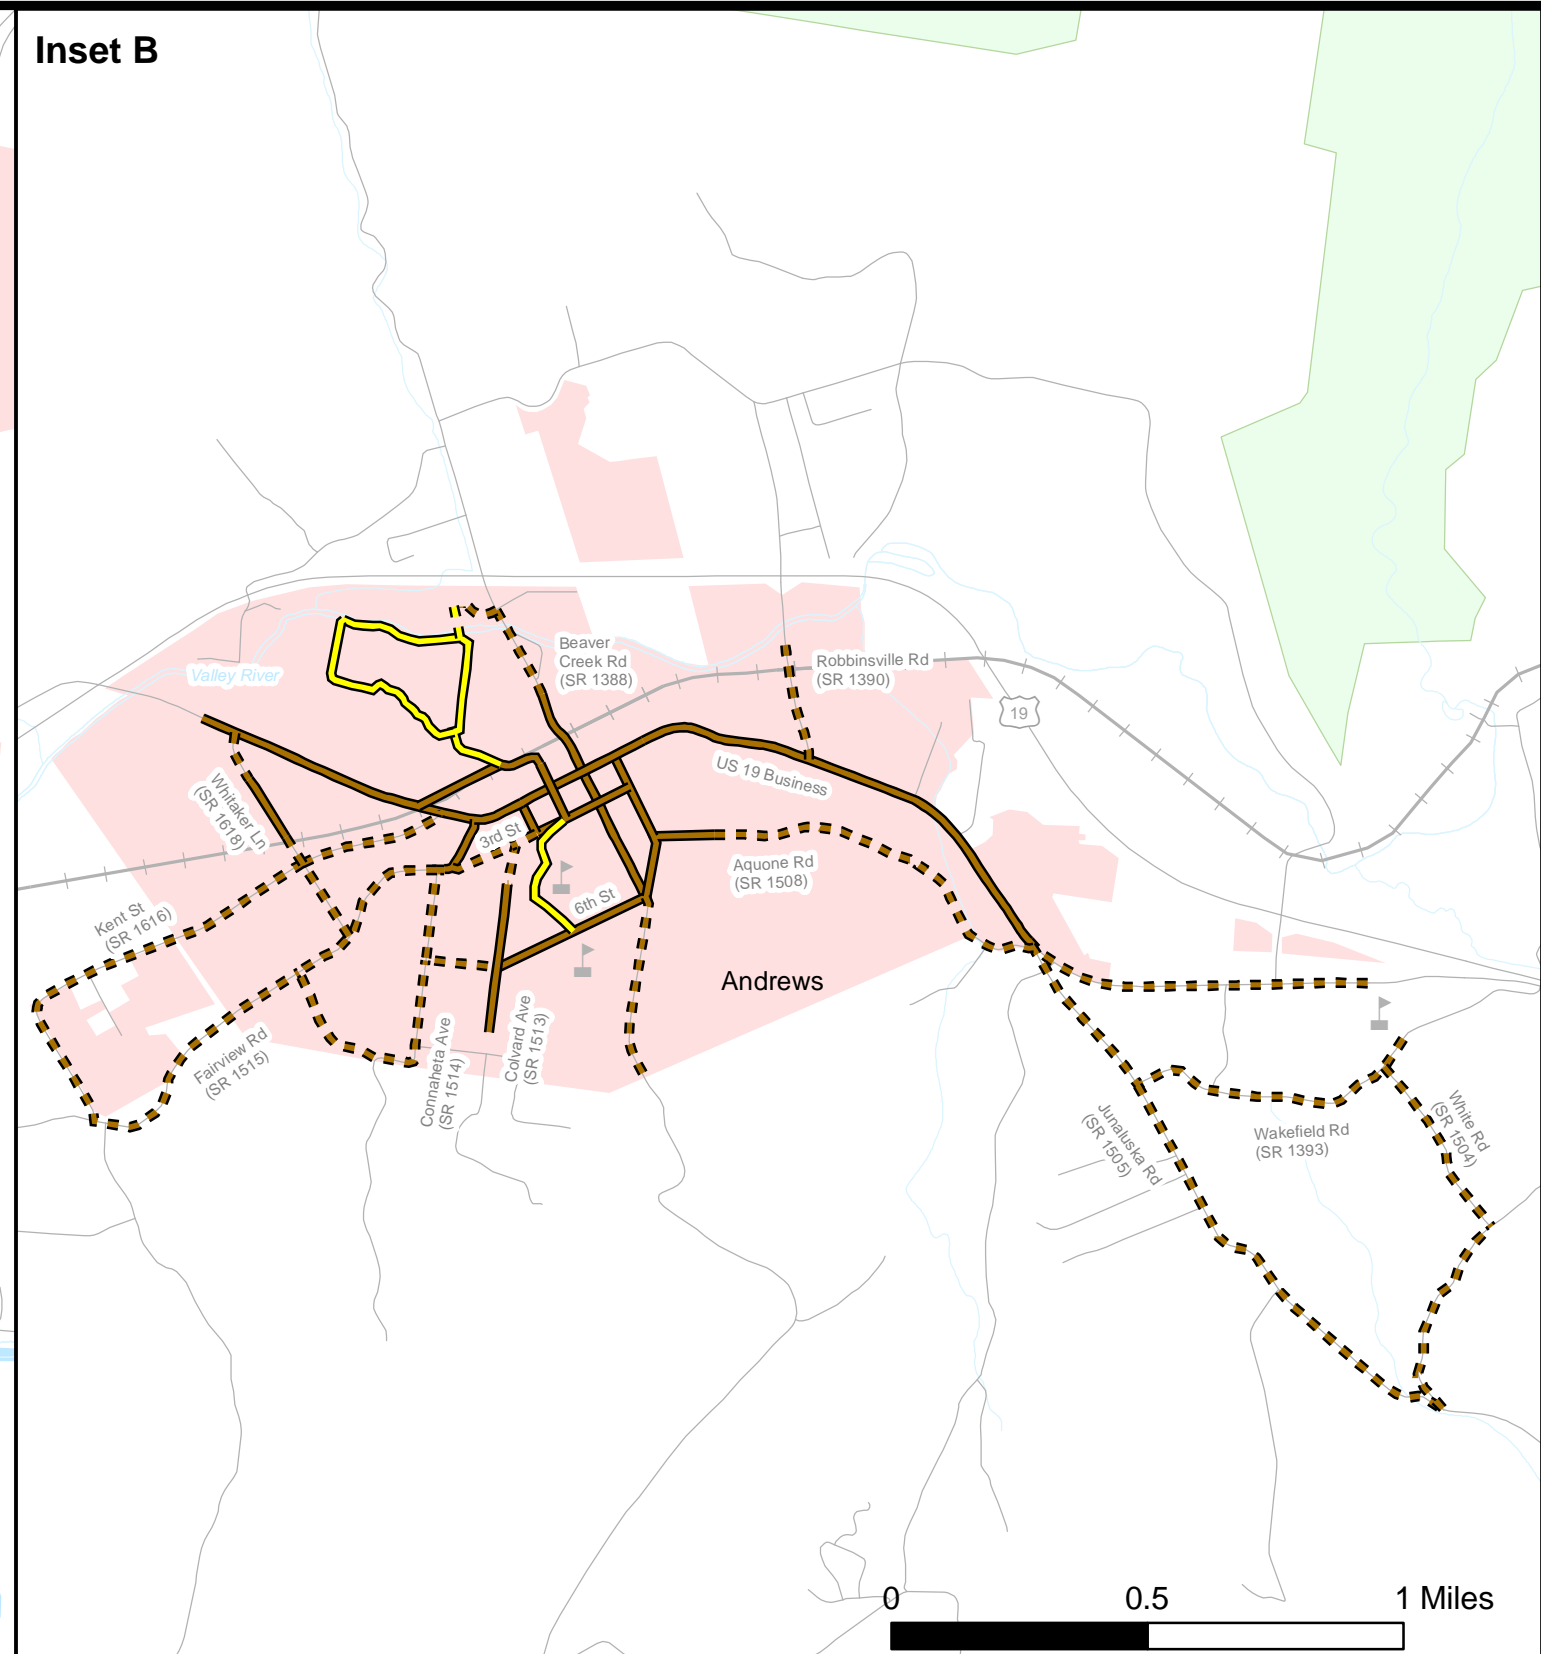 Inset B
Beaver
Creek Rd
(SR 1388)
Robbinsville Rd
(SR 1390)
Valley River
19
US 19 Business
Whitaker Ln
(SR 1618)
3rd St
Aquone Rd
(SR 1508)
6th St
Kent St
(SR 1616)
Andrews
Fairview Rd
(SR 1515)
Connaheta Ave
(SR 1514)
Colvard Ave
(SR 1513)
Junaluska Rd
(SR 1505)
Wakefield Rd
(SR 1393)
White Rd
(SR 1504)
0 0.5 1 Miles